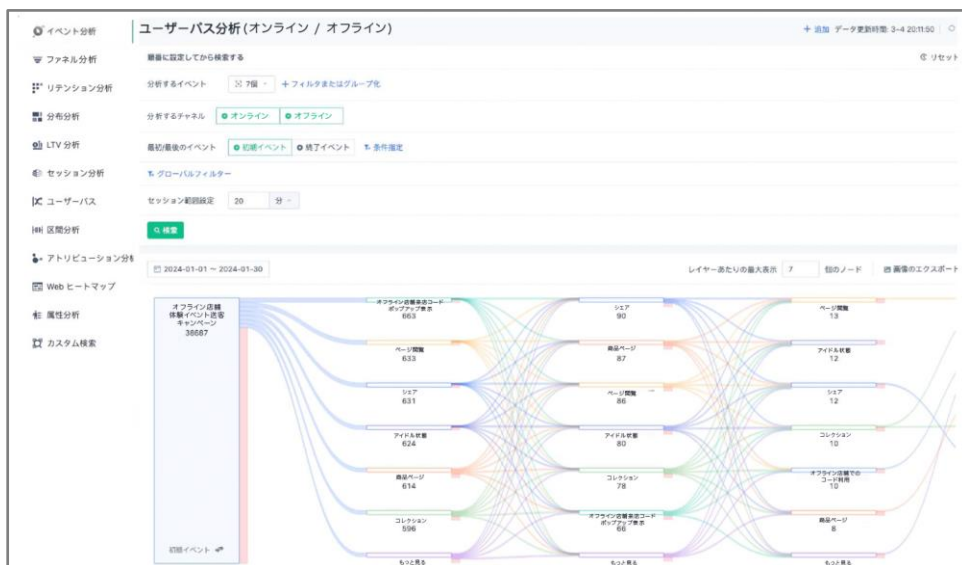 イベント分析
ファネル分析
リテンション分析
分布分析
LTV 分析
セッション分析
ユーザーパス
区間分析
アトリビューション分析
Web ヒートマップ
属性分析
カスタム検索
ユーザーパス分析(オンライン / オフライン)
+ 追加 データ更新時間: 3-4 20:11:50
順番に設定してから検索する
リセット
分析するイベント 7個 +フィルタまたはグループ化
分析するチャネル オンライン オフライン
最初/最後のイベント 初期イベント 終了イベント 条件指定
グローバルフィルター
セッション範囲設定 20 分
検索
2024-01-01 ~ 2024-01-30
レイヤーあたりの最大表示 7 個のノード 画像のエクスポート
オフライン店舗
体験イベント送客
キャンペーン
38687
初期イベント
オフライン店舗来店コード
ポップアップ表示
663
ページ閲覧
633
シェア
631
アイドル状態
624
商品ページ
614
コレクション
596
もっと見る
シェア
90
商品ページ
87
ページ閲覧
86
アイドル状態
80
コレクション
78
オフライン店舗来店コード
ポップアップ表示
66
もっと見る
ページ閲覧
13
アイドル状態
12
シェア
12
コレクション
10
オフライン店舗での
コード利用
10
商品ページ
8
もっと見る